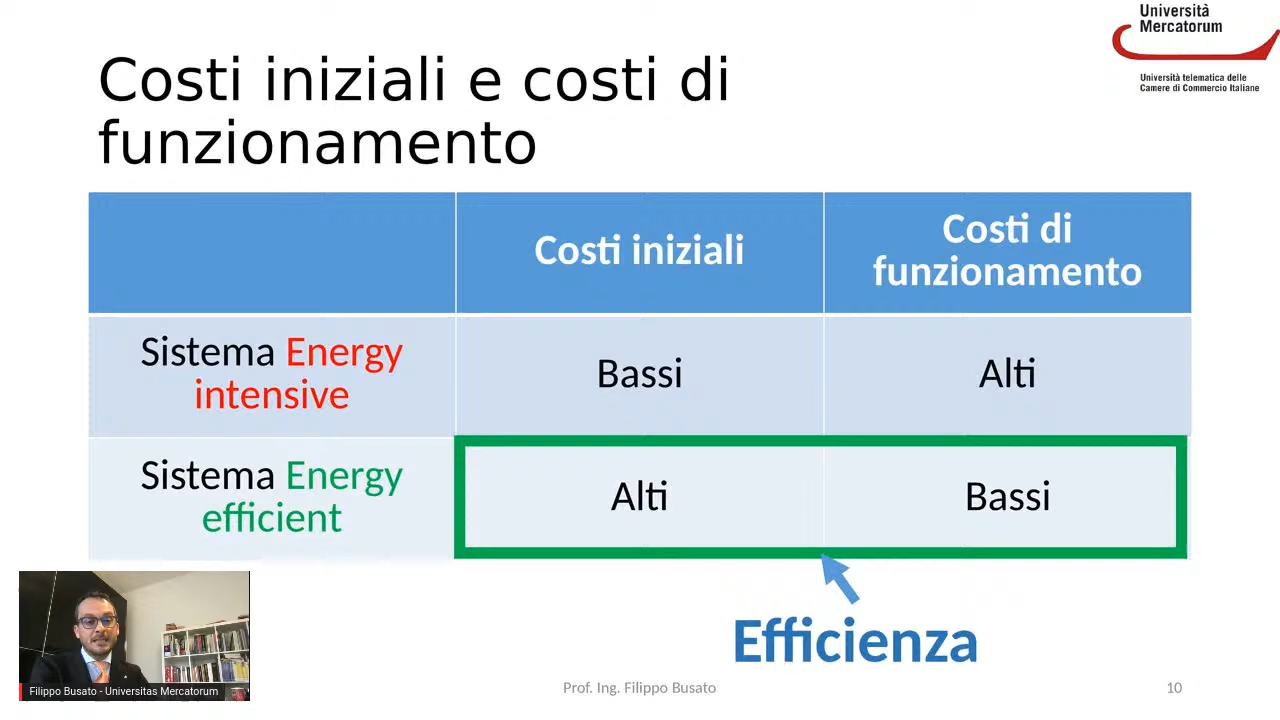 Università
Mercatorum
Università telematica delle
Camere di Commercio Italiane
Costi iniziali e costi di
funzionamento
Costi iniziali
Costi di
funzionamento
Sistema Energy
intensive
Bassi
Alti
Sistema Energy
efficient
Alti
Bassi
Efficienza
Filippo Busato - Universitas Mercatorum
Prof. Ing. Filippo Busato
10